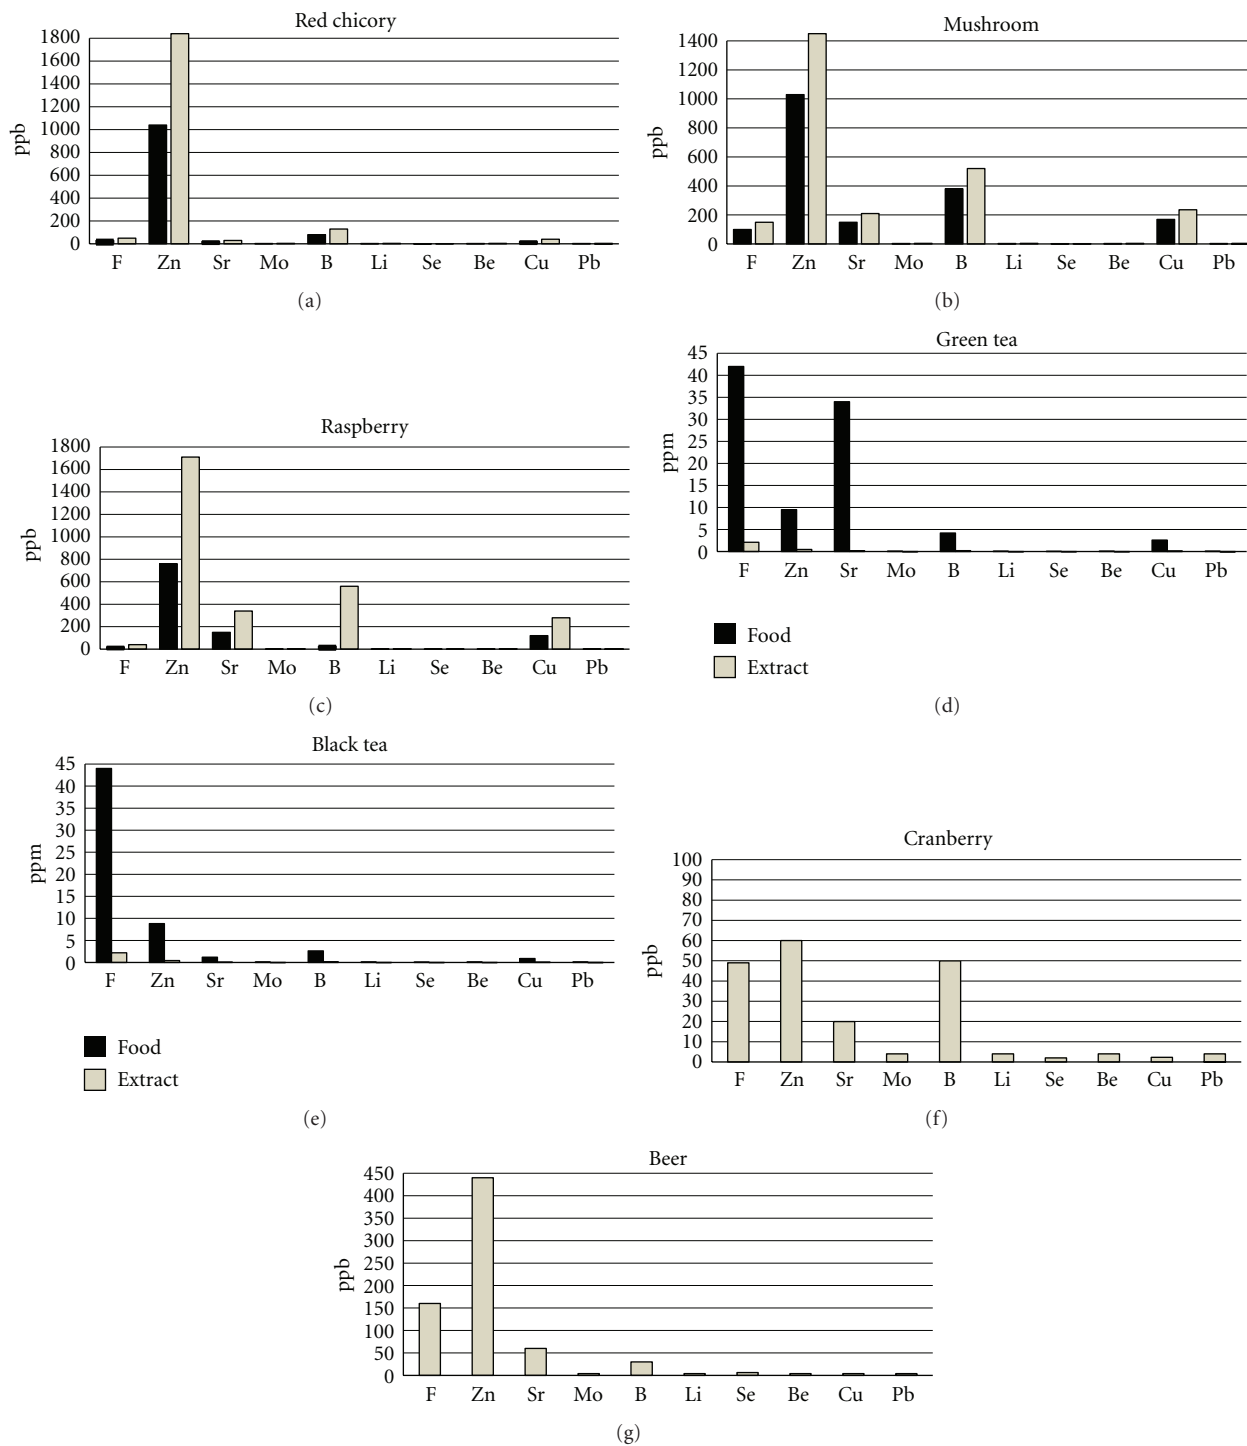 Red chicory
1800
1600
1400
1200
1000
800
600
400
200
0
ppb
F Zn Sr Mo B Li Se Be Cu Pb
(a)
Mushroom
1400
1200
1000
800
600
400
200
0
ppb
F Zn Sr Mo B Li Se Be Cu Pb
(b)
Raspberry
1800
1600
1400
1200
1000
800
600
400
200
0
ppb
F Zn Sr Mo B Li Se Be Cu Pb
(c)
Green tea
45
40
35
30
25
20
15
10
5
0
ppm
F Zn Sr Mo B Li Se Be Cu Pb
Food
Extract
(d)
Black tea
45
40
35
30
25
20
15
10
5
0
ppm
F Zn Sr Mo B Li Se Be Cu Pb
Food
Extract
(e)
Cranberry
100
90
80
70
60
50
40
30
20
10
0
ppb
F Zn Sr Mo B Li Se Be Cu Pb
(f)
Beer
450
400
350
300
250
200
150
100
50
0
ppb
F Zn Sr Mo B Li Se Be Cu Pb
(g)